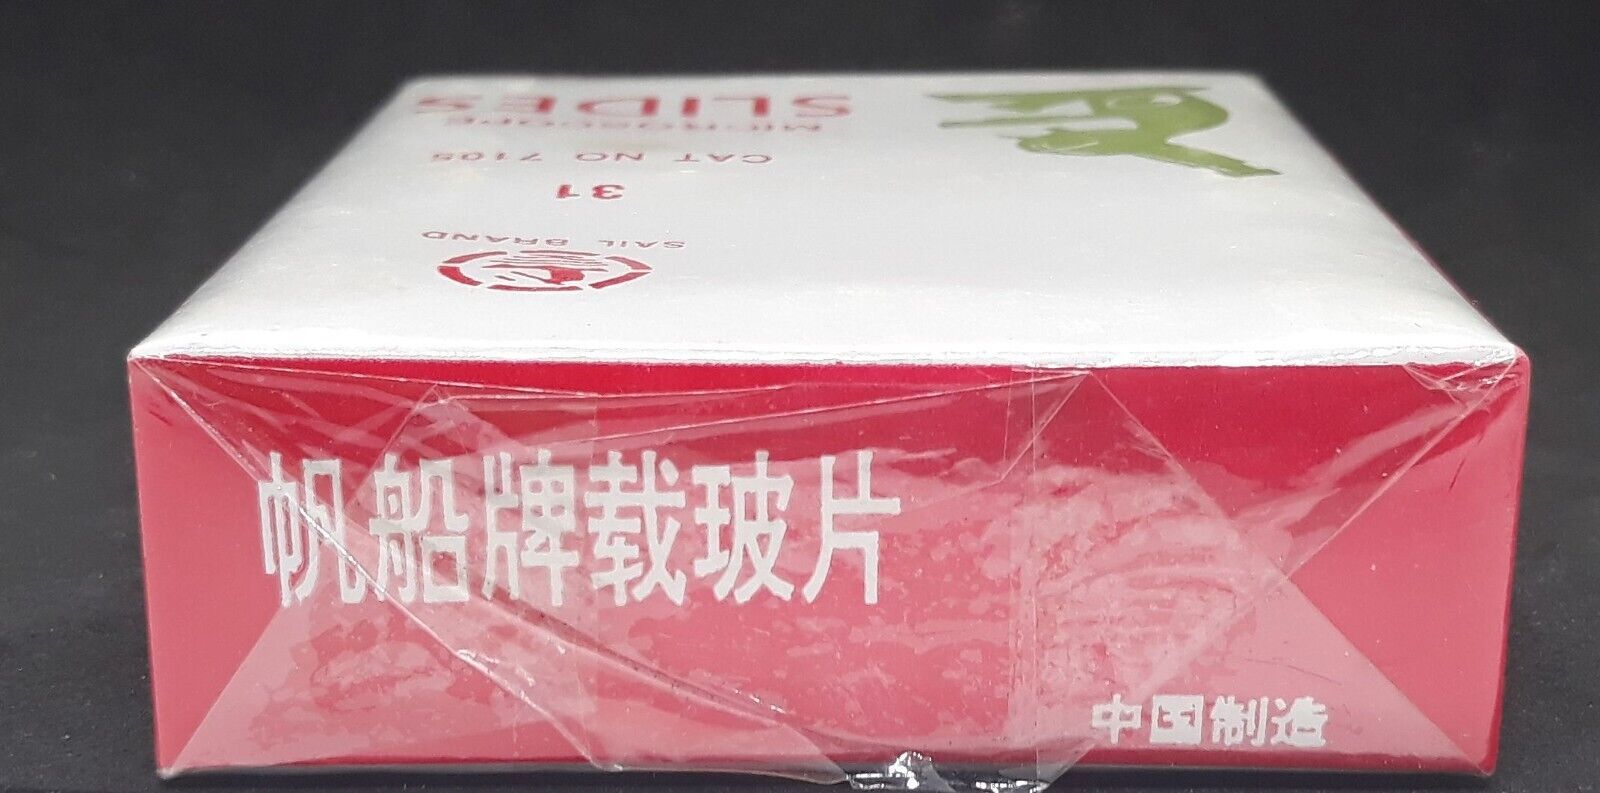 MICROSCOPE
SLIDES
CAT NO 7105
31
SAIL BRAND
帆船牌载玻片
中国制造